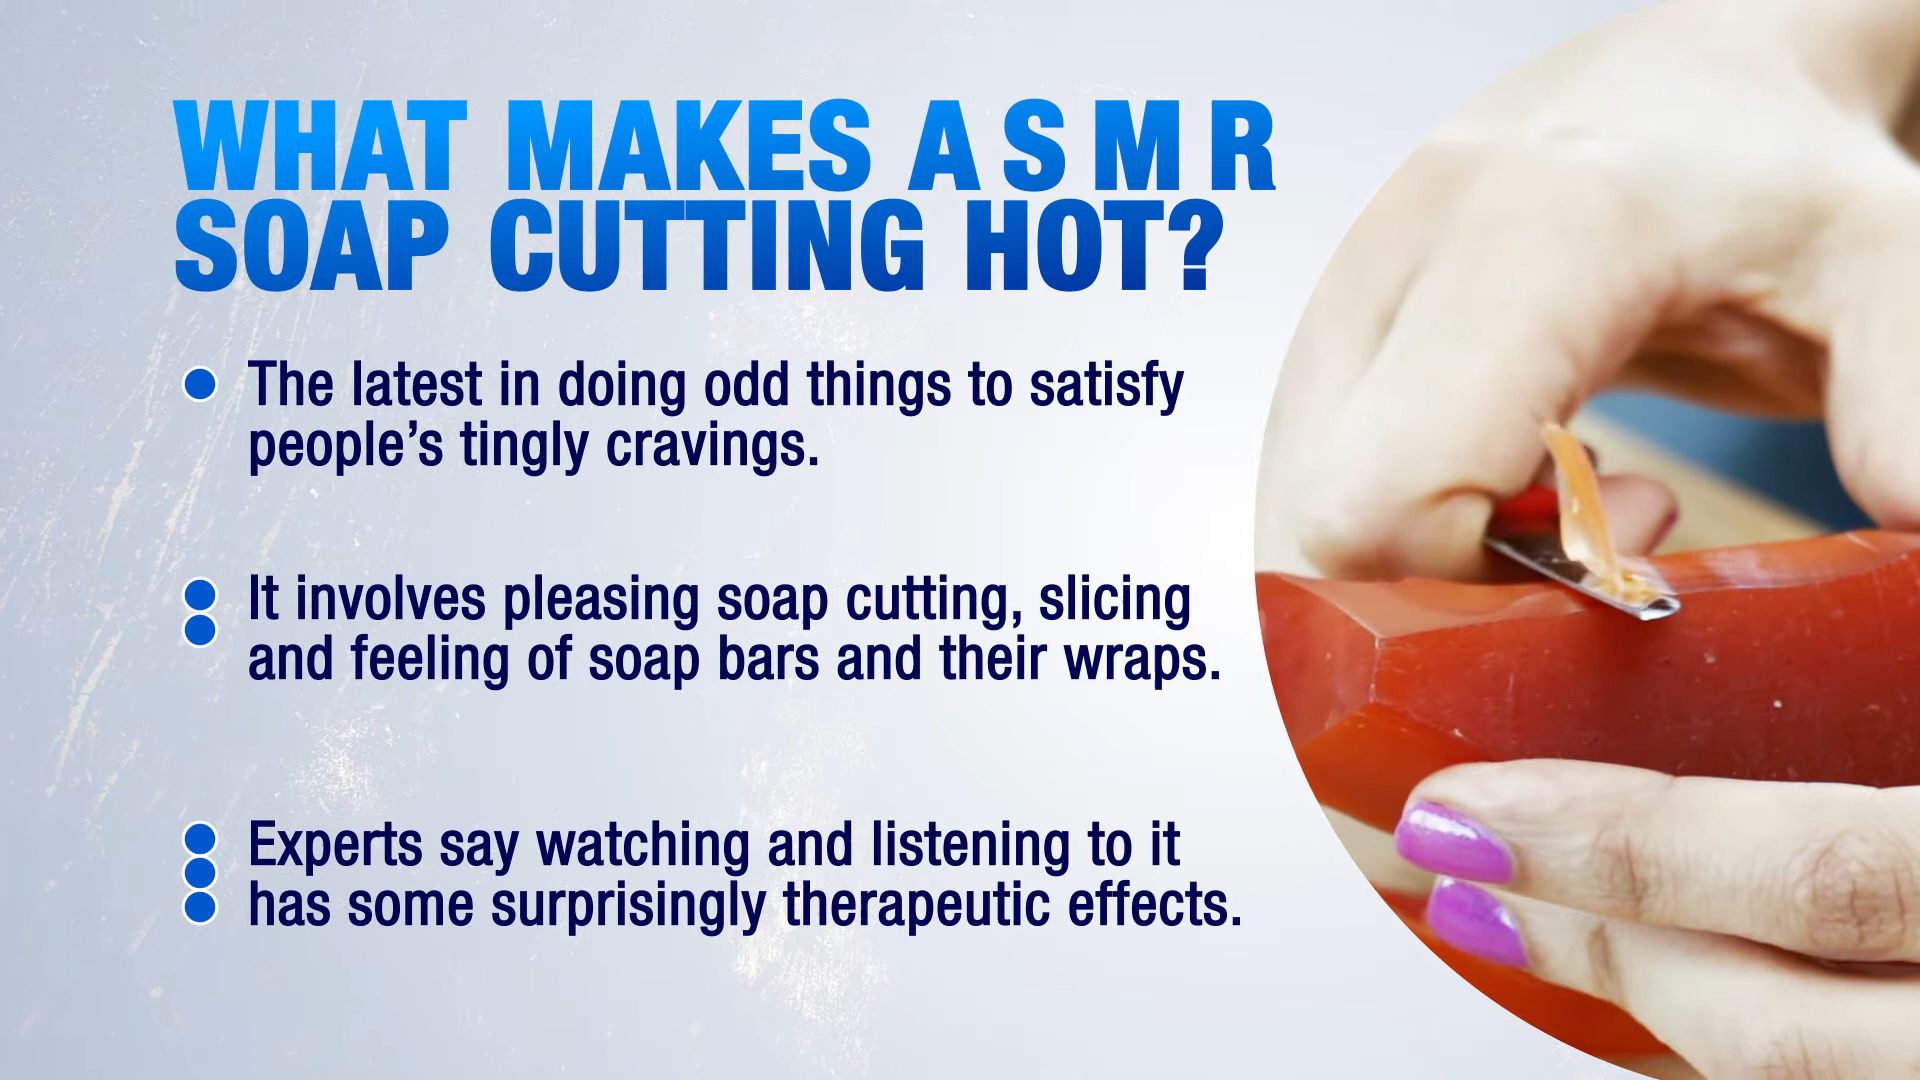 WHAT MAKES A S M R
SOAP CUTTING HOT?
The latest in doing odd things to satisfy
people’s tingly cravings.
It involves pleasing soap cutting, slicing
and feeling of soap bars and their wraps.
Experts say watching and listening to it
has some surprisingly therapeutic effects.